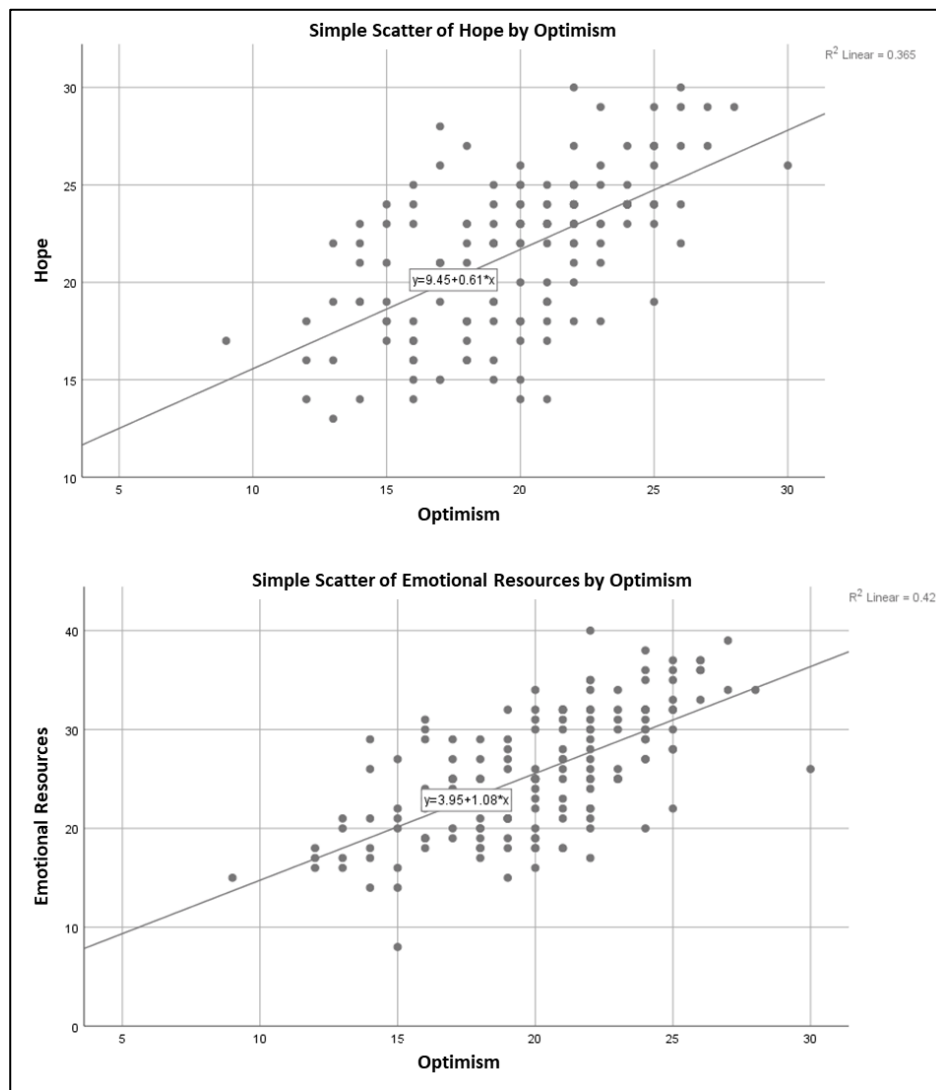 Simple Scatter of Hope by Optimism
R2 Linear = 0.365
30
25
20
15
10
Hope
y=9.45+0.61*x
5 10 15 20 25 30
Optimism
Simple Scatter of Emotional Resources by Optimism
R2 Linear = 0.42
40
30
20
10
0
Emotional Resources
y=3.95+1.08*x
5 10 15 20 25 30
Optimism